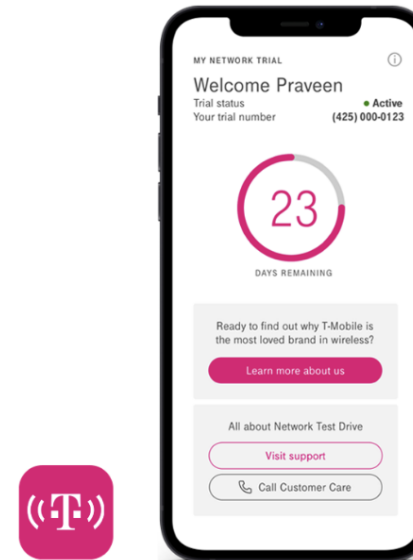 MY NETWORK TRIAL
Welcome Praveen
Trial status ● Active
Your trial number (425) 000-0123
23
DAYS REMAINING
Ready to find out why T-Mobile is
the most loved brand in wireless?
Learn more about us
All about Network Test Drive
Visit support
Call Customer Care
((T))